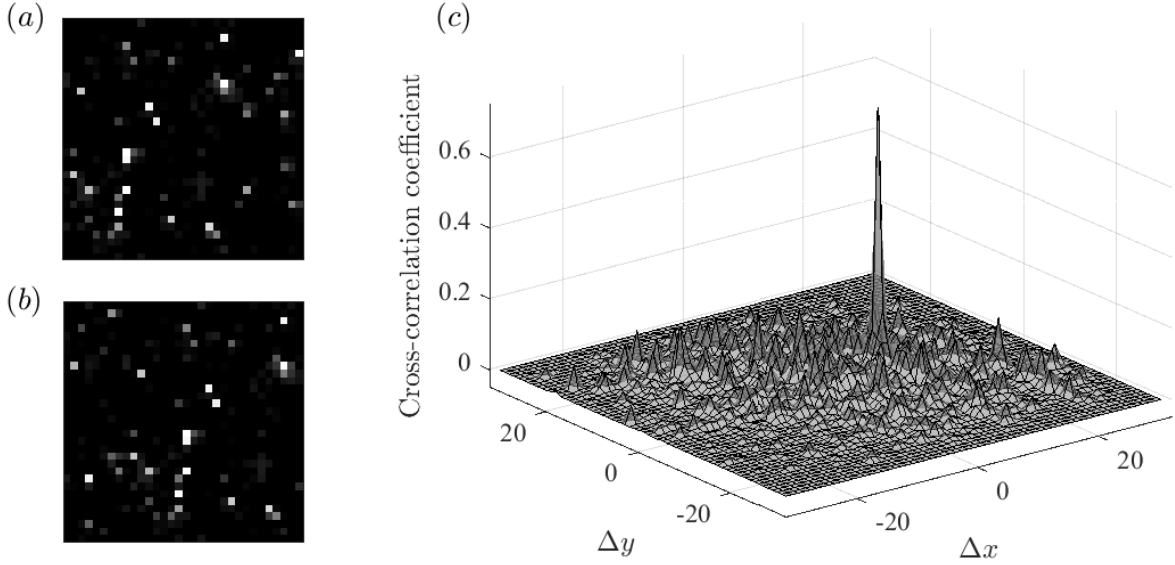 (a)
(b)
(c)
Cross-correlation coefficient
0.6
0.4
0.2
0
20
0
-20
Δy
-20
0
20
Δx